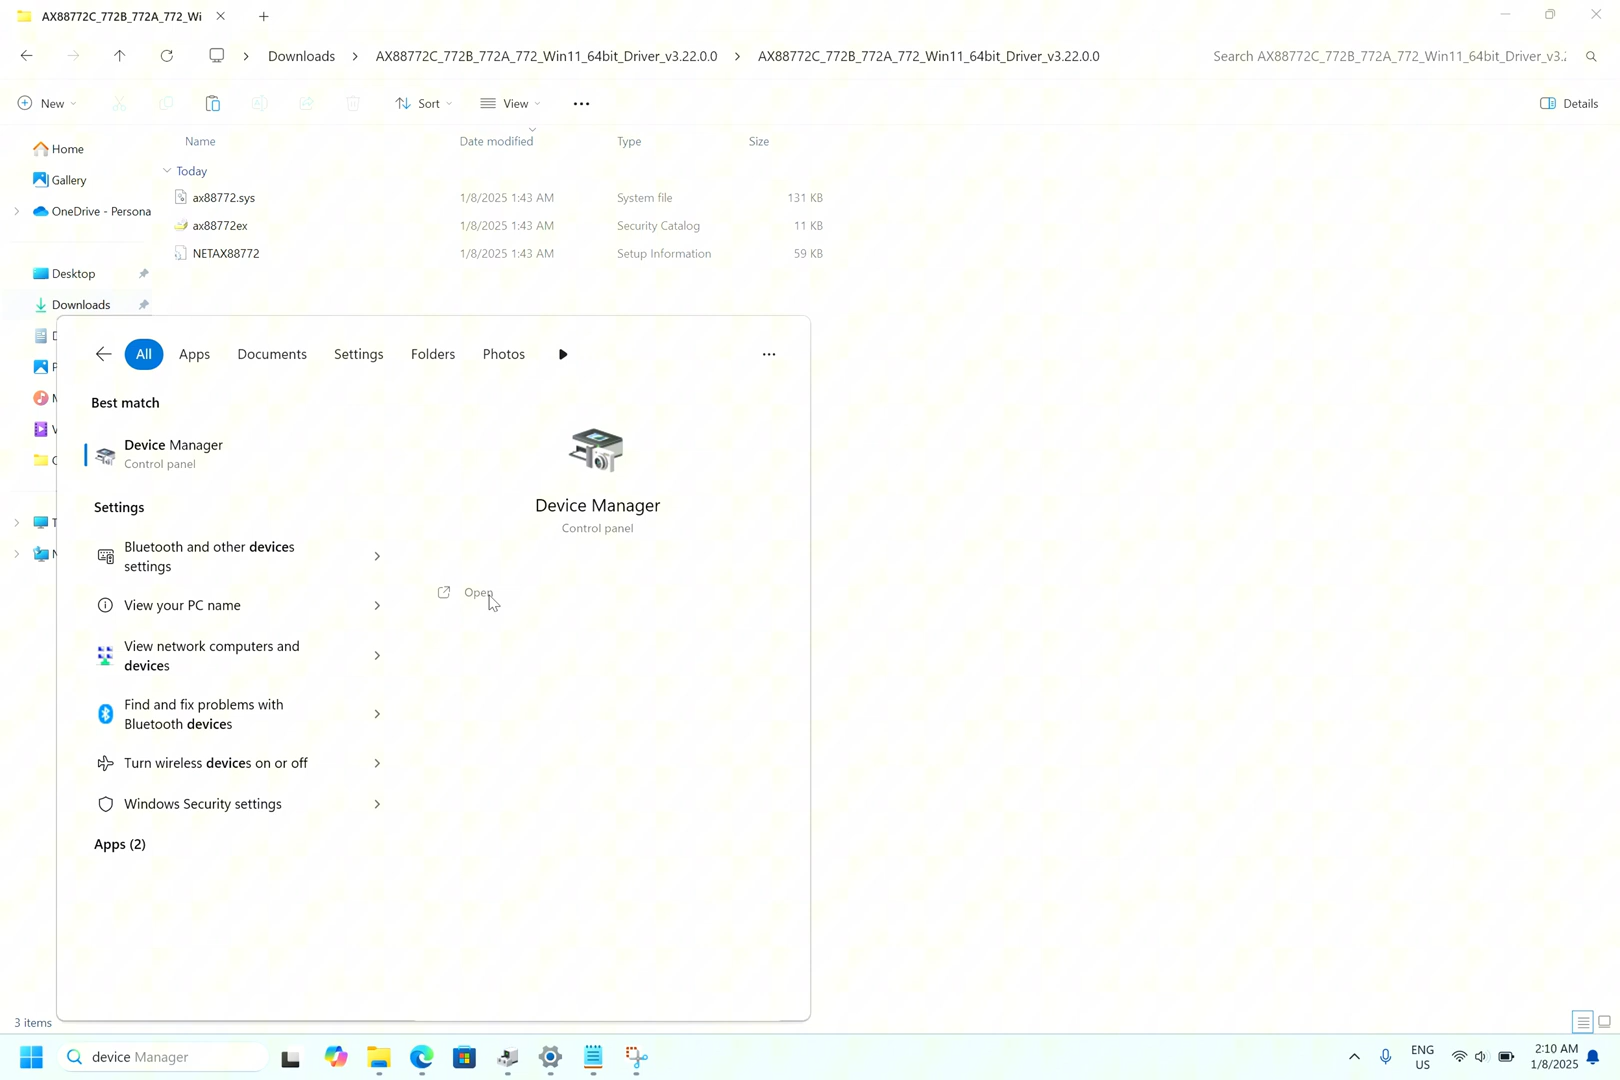 AX88772C_772B_772A_772_Wi
Downloads
AX88772C_772B_772A_772_Win11_64bit_Driver_v3.22.0.0
AX88772C_772B_772A_772_Win11_64bit_Driver_v3.22.0.0
Search AX88772C_772B_772A_772_Win11_64bit_Driver_v3.
New
Sort
View
Details
Name
Date modified
Type
Size
Home
Gallery
OneDrive - Persona
Desktop
Downloads
Today
ax88772.sys 1/8/2025 1:43 AM System file 131 KB
ax88772ex 1/8/2025 1:43 AM Security Catalog 11 KB
NETAX88772 1/8/2025 1:43 AM Setup Information 59 KB
All
Apps
Documents
Settings
Folders
Photos
Best match
Device Manager
Control panel
Settings
Bluetooth and other devices
settings
View your PC name
View network computers and
devices
Find and fix problems with
Bluetooth devices
Turn wireless devices on or off
Windows Security settings
Apps (2)
Device Manager
Control panel
Open
3 items
device Manager
ENG
US
2:10 AM
1/8/2025